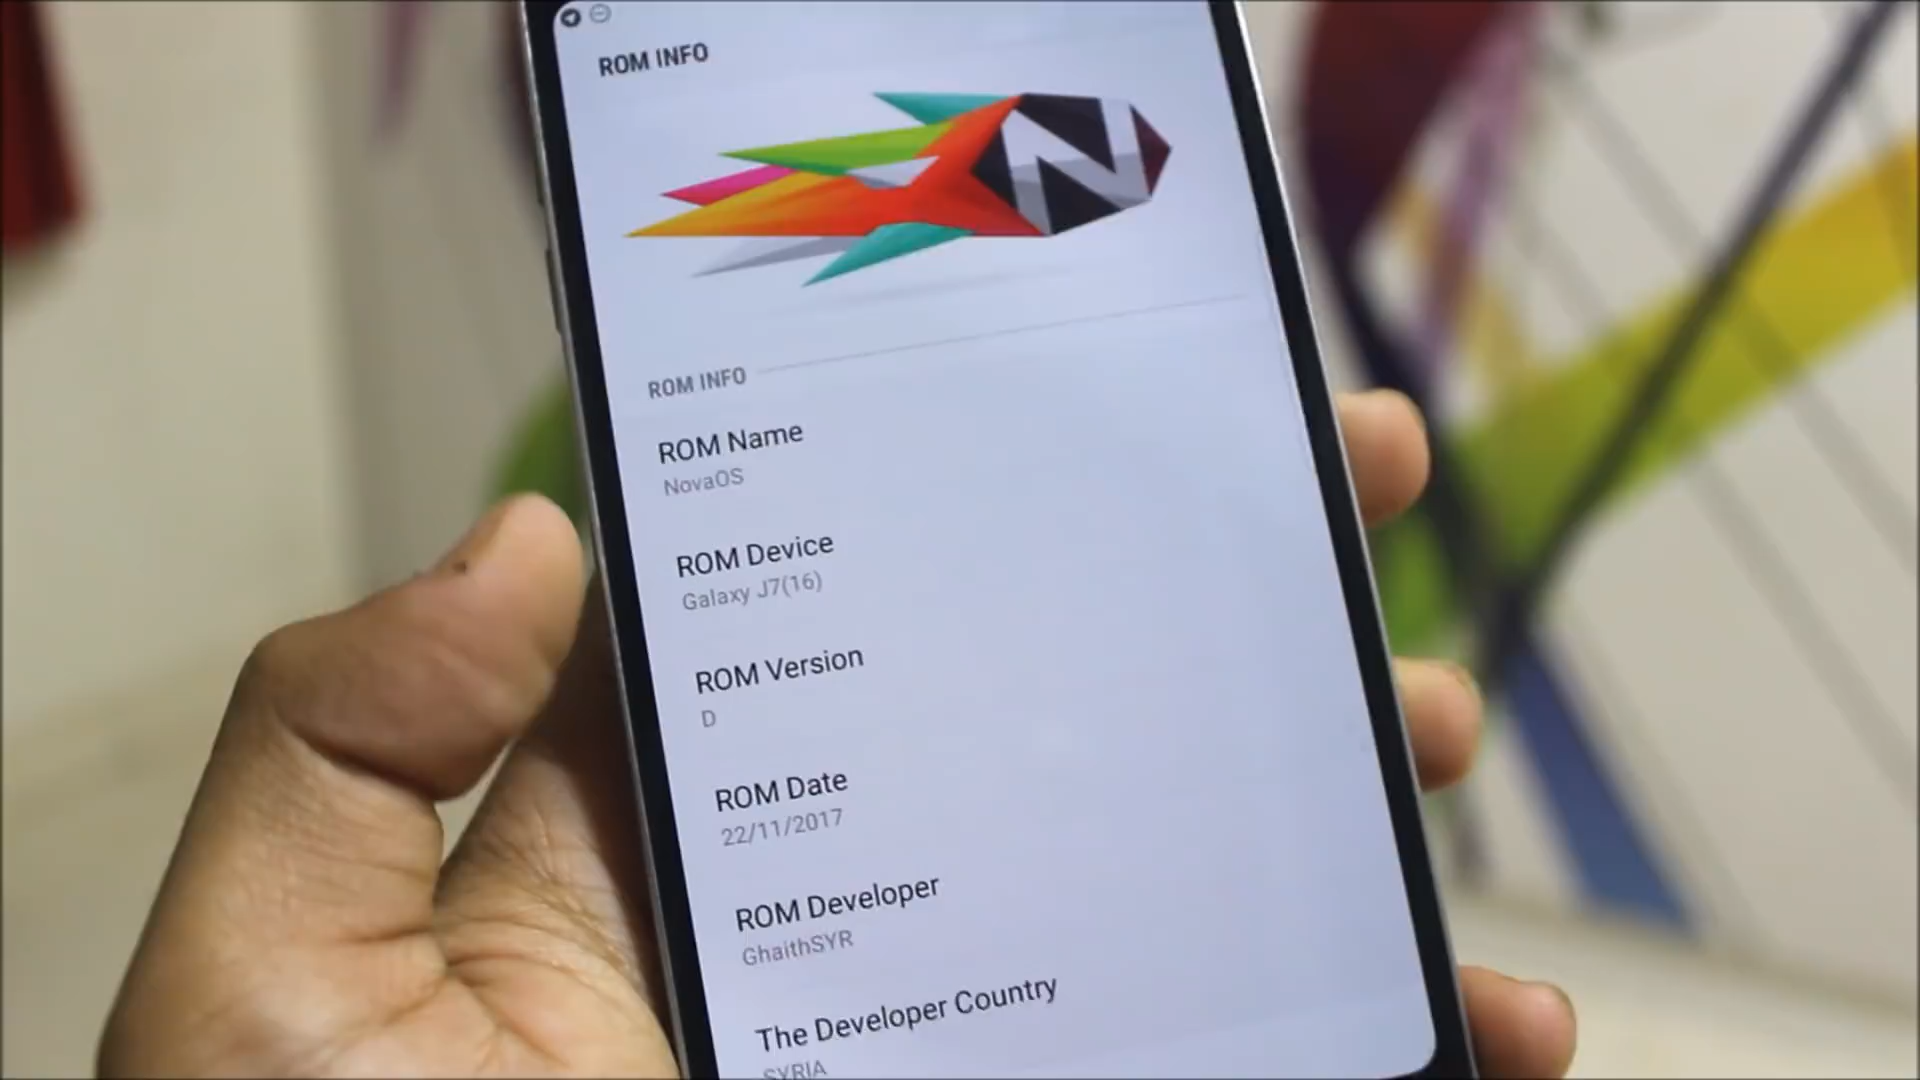 ROM INFO
N
ROM INFO
ROM Name
NovaOS
ROM Device
Galaxy J7(16)
ROM Version
D
ROM Date
22/11/2017
ROM Developer
GhaithSYR
The Developer Country
SYRIA